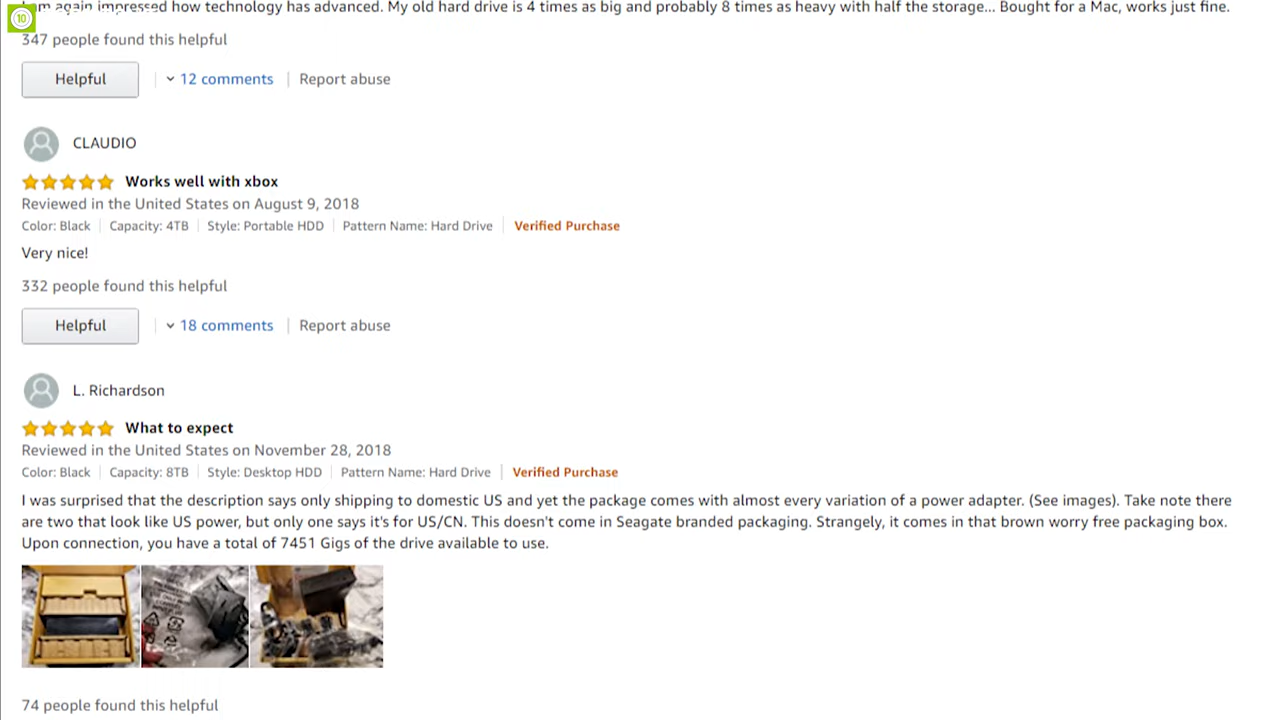 am again impressed how technology has advanced. My old hard drive is 4 times as big and probably 8 times as heavy with half the storage... Bought for a Mac, works just fine.
10
347 people found this helpful
Helpful
12 comments
Report abuse
CLAUDIO
Works well with xbox
Reviewed in the United States on August 9, 2018
Color: Black | Capacity: 4TB | Style: Portable HDD | Pattern Name: Hard Drive | Verified Purchase
Very nice!
332 people found this helpful
Helpful
18 comments
Report abuse
L. Richardson
What to expect
Reviewed in the United States on November 28, 2018
Color: Black | Capacity: 8TB | Style: Desktop HDD | Pattern Name: Hard Drive | Verified Purchase
I was surprised that the description says only shipping to domestic US and yet the package comes with almost every variation of a power adapter. (See images). Take note there
are two that look like US power, but only one says it's for US/CN. This doesn't come in Seagate branded packaging. Strangely, it comes in that brown worry free packaging box.
Upon connection, you have a total of 7451 Gigs of the drive available to use.
74 people found this helpful